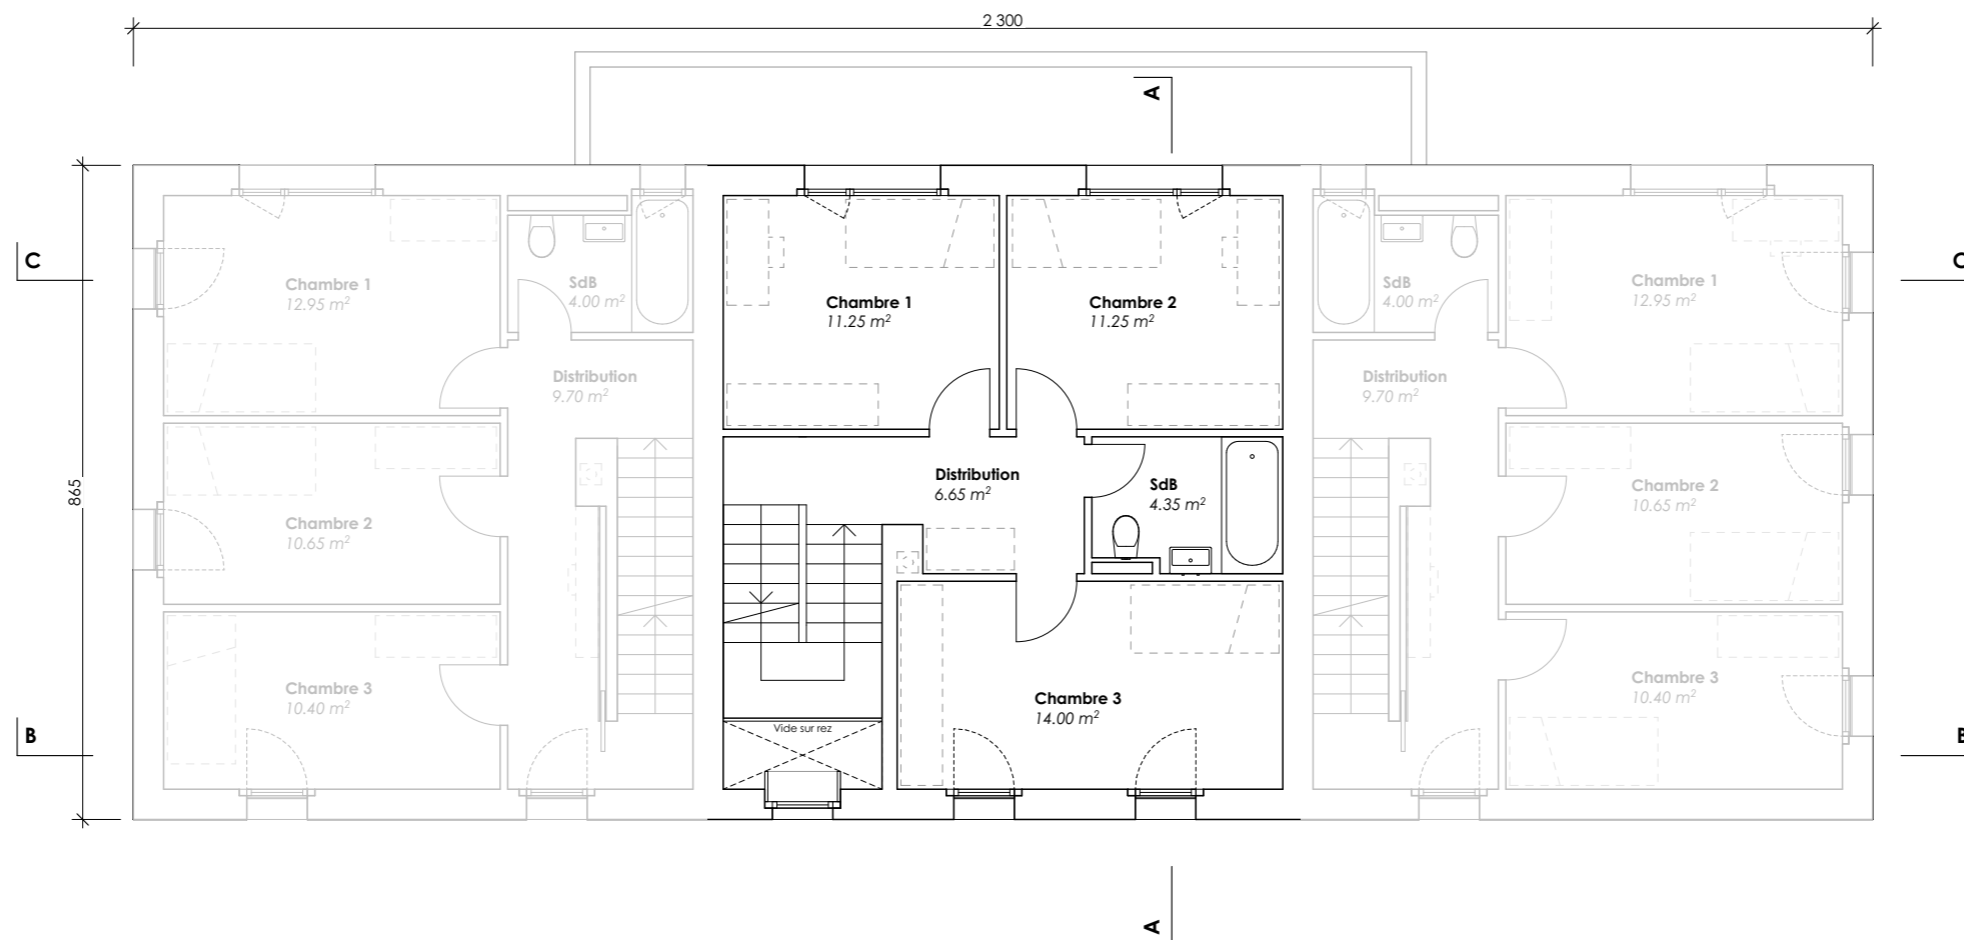 2 300
A
865
C
C
Chambre 1
12.95 m²
SdB
4.00 m²
Chambre 1
11.25 m²
Chambre 2
11.25 m²
SdB
4.00 m²
Chambre 1
12.95 m²
Distribution
9.70 m²
Distribution
9.70 m²
Distribution
6.65 m²
SdB
4.35 m²
Chambre 2
10.65 m²
Chambre 2
10.65 m²
Chambre 3
10.40 m²
Chambre 3
14.00 m²
Chambre 3
10.40 m²
Vide sur rez
B
B
A